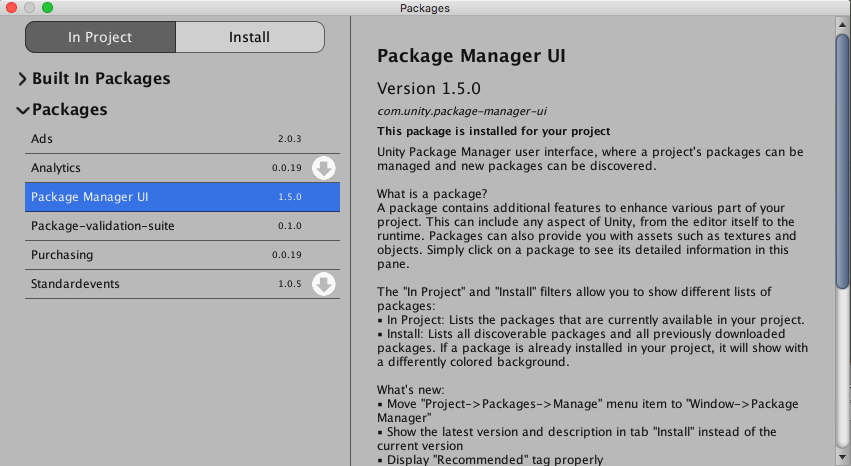 Packages
In Project
Install
Built In Packages
Packages
Ads 2.0.3
Analytics 0.0.19
Package Manager UI 1.5.0
Package-validation-suite 0.1.0
Purchasing 0.0.19
Standardevents 1.0.5
Package Manager UI
Version 1.5.0
com.unity.package-manager-ui
This package is installed for your project
Unity Package Manager user interface, where a project's packages can be
managed and new packages can be discovered.
What is a package?
A package contains additional features to enhance various part of your
project. This can include any aspect of Unity, from the editor itself to the
runtime. Packages can also provide you with assets such as textures and
objects. Simply click on a package to see its detailed information in this
pane.
The "In Project" and "Install" filters allow you to show different lists of
packages:
▪ In Project: Lists the packages that are currently available in your project.
▪ Install: Lists all discoverable packages and all previously downloaded
packages. If a package is already installed in your project, it will show with
a differently colored background.
What's new:
▪ Move "Project->Packages->Manage" menu item to "Window->Package
Manager"
▪ Show the latest version and description in tab "Install" instead of the
current version
▪ Display "Recommended" tag properly